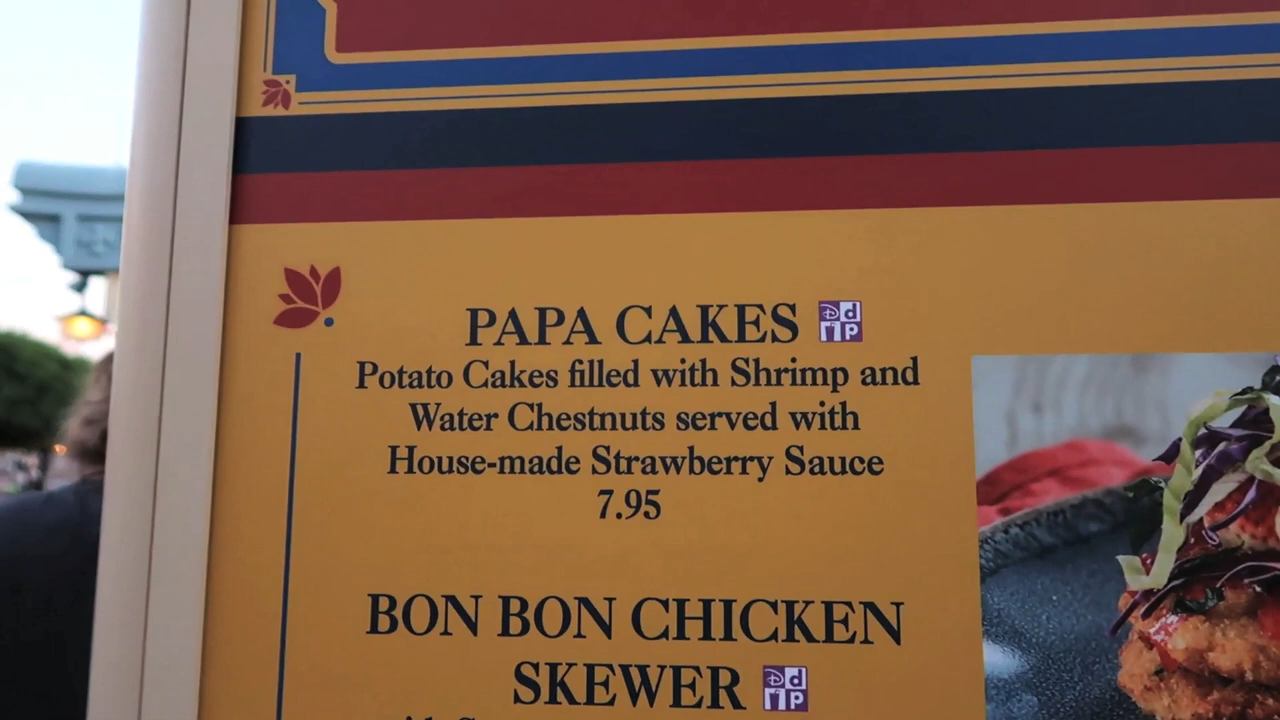 PAPA CAKES
Potato Cakes filled with Shrimp and
Water Chestnuts served with
House-made Strawberry Sauce
7.95
BON BON CHICKEN
SKEWER